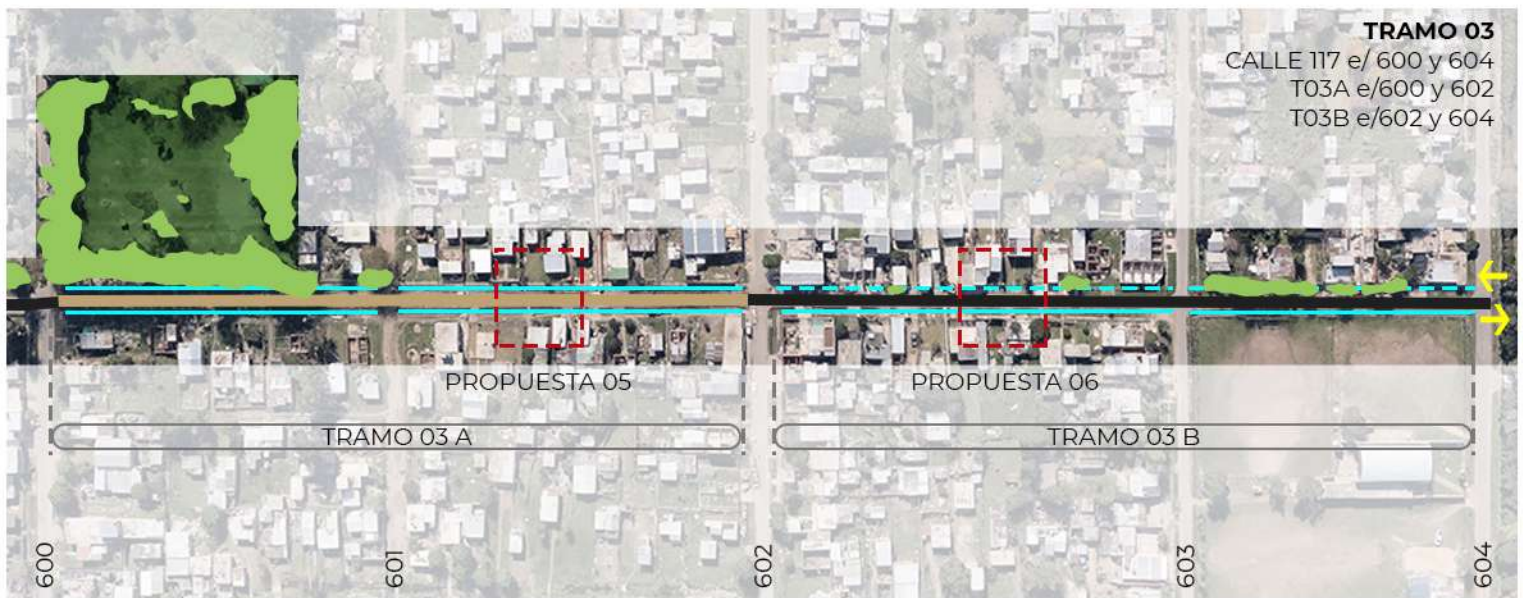 TRAMO 03
CALLE 117 e/ 600 y 604
T03A e/600 y 602
T03B e/602 y 604
PROPUESTA 05
PROPUESTA 06
TRAMO 03 A
TRAMO 03 B
600
601
602
603
604